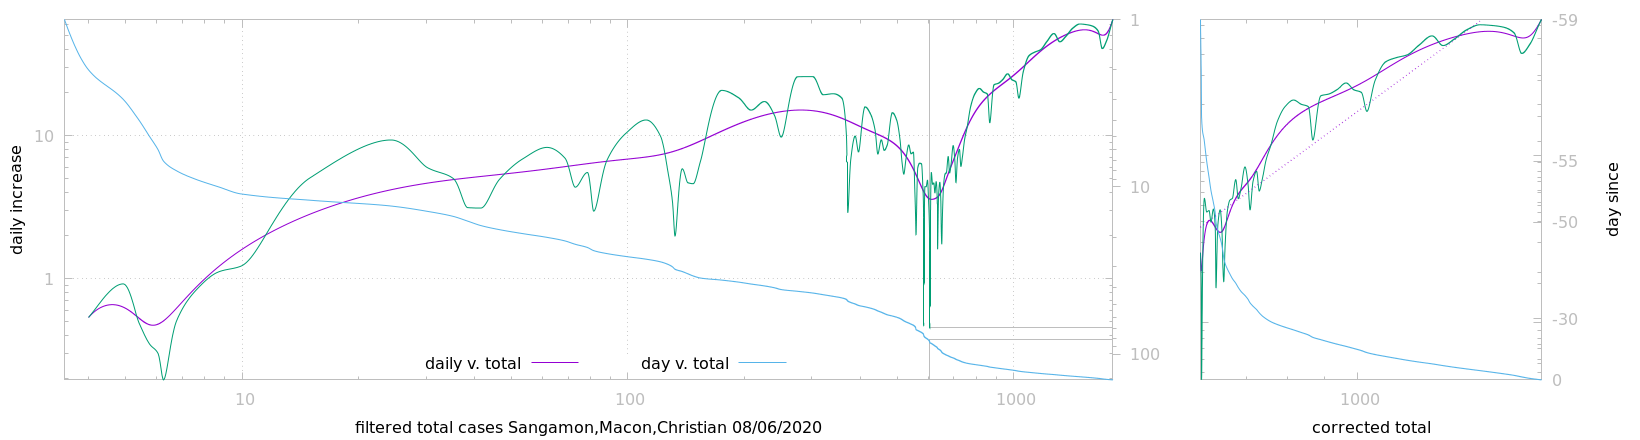 daily increase
10
1
daily v. total
day v. total
10
100
1000
filtered total cases Sangamon,Macon,Christian 08/06/2020
1
10
100
1000
corrected total
-59
-55
-50
-30
0
day since